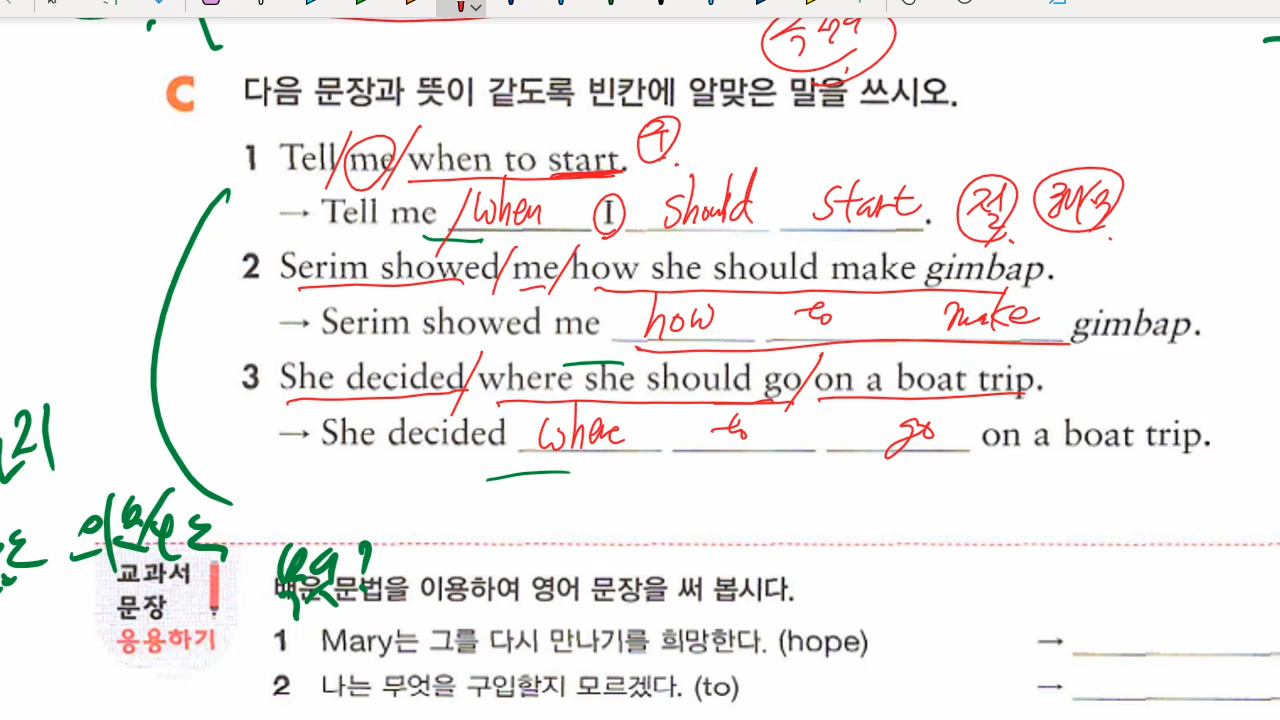 C 다음 문장과 뜻이 같도록 빈칸에 알맞은 말을 쓰시오.
1 Tell me when to start.
→ Tell me when I should start.
2 Serim showed me how she should make gimbap.
→ Serim showed me how to make gimbap.
3 She decided where she should go on a boat trip.
→ She decided where to go on a boat trip.
교과서
문장
응용하기
배운 문법을 이용하여 영어 문장을 써 봅시다.
1 Mary는 그를 다시 만나기를 희망한다. (hope) →
2 나는 무엇을 구입할지 모르겠다. (to) →